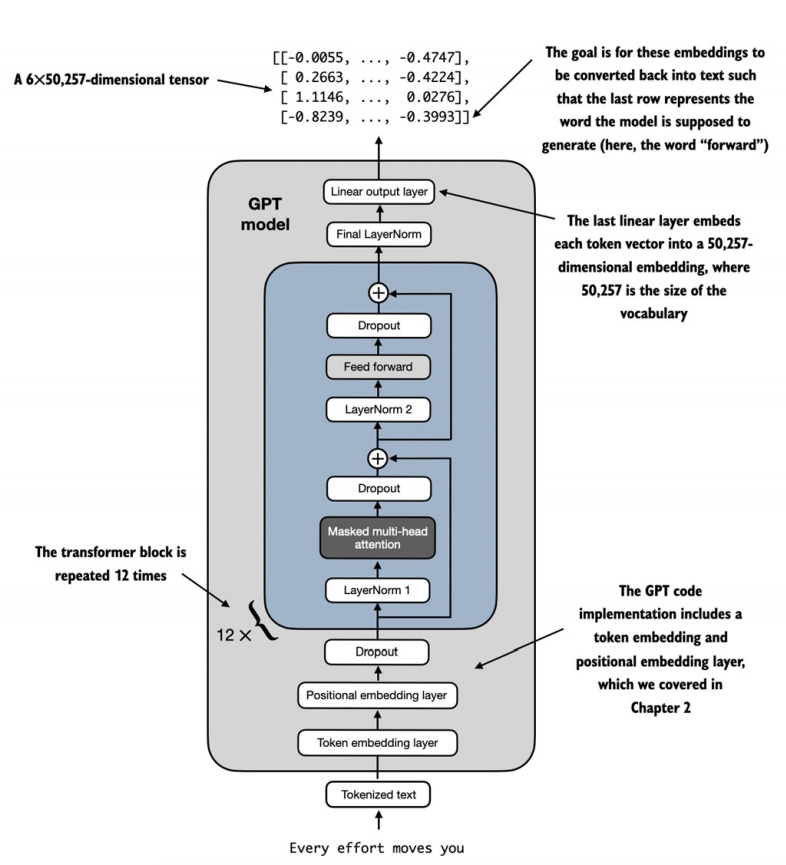 [[-0.0055, ..., -0.4747],
[ 0.2663, ..., -0.4224],
[ 1.1146, ...,  0.0276],
[-0.8239, ..., -0.3993]]
A 6×50,257-dimensional tensor
The goal is for these embeddings to
be converted back into text such
that the last row represents the
word the model is supposed to
generate (here, the word “forward”)
GPT
model
Linear output layer
Final LayerNorm
The last linear layer embeds
each token vector into a 50,257-
dimensional embedding, where
50,257 is the size of the
vocabulary
+
Dropout
Feed forward
LayerNorm 2
+
Dropout
Masked multi-head
attention
LayerNorm 1
The transformer block is
repeated 12 times
12 ×
{
Dropout
Positional embedding layer
Token embedding layer
The GPT code
implementation includes a
token embedding and
positional embedding layer,
which we covered in
Chapter 2
Tokenized text
Every effort moves you